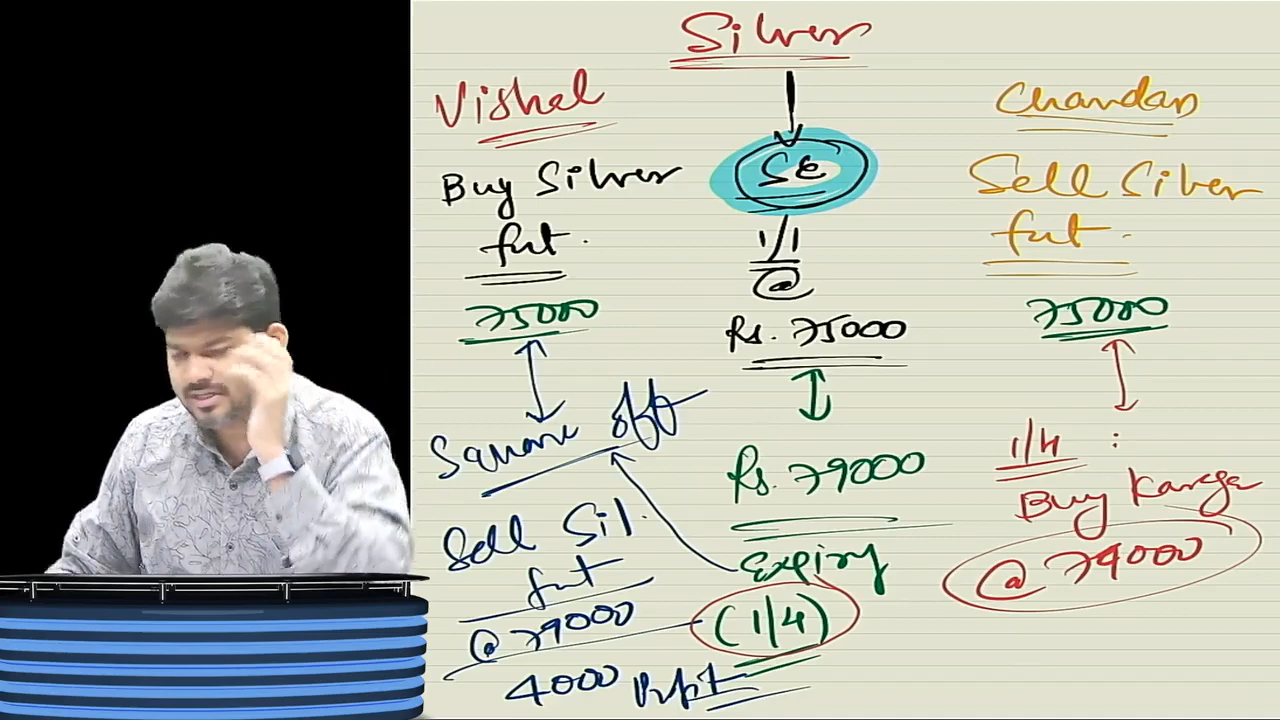 Silver
Vishal
Buy Silver
fut.
75000
Square off
Sell Sil.
fut
@ 79000
4000 Profit
SE
1/1
@
Rs. 75000
Rs. 79000
Expiry
(1/4)
Chandan
Sell Silver
fut.
75000
1/4 :
Buy Karega
@ 79000